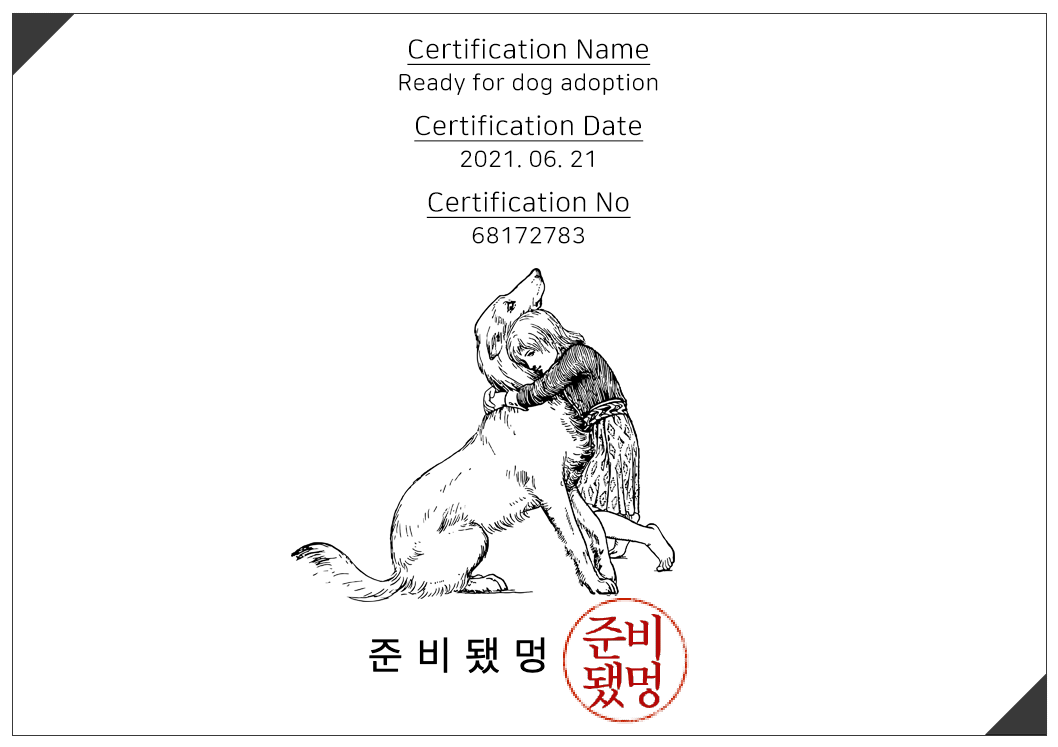 Certification Name
Ready for dog adoption
Certification Date
2021. 06. 21
Certification No
68172783
준비됐멍
준비
됐멍